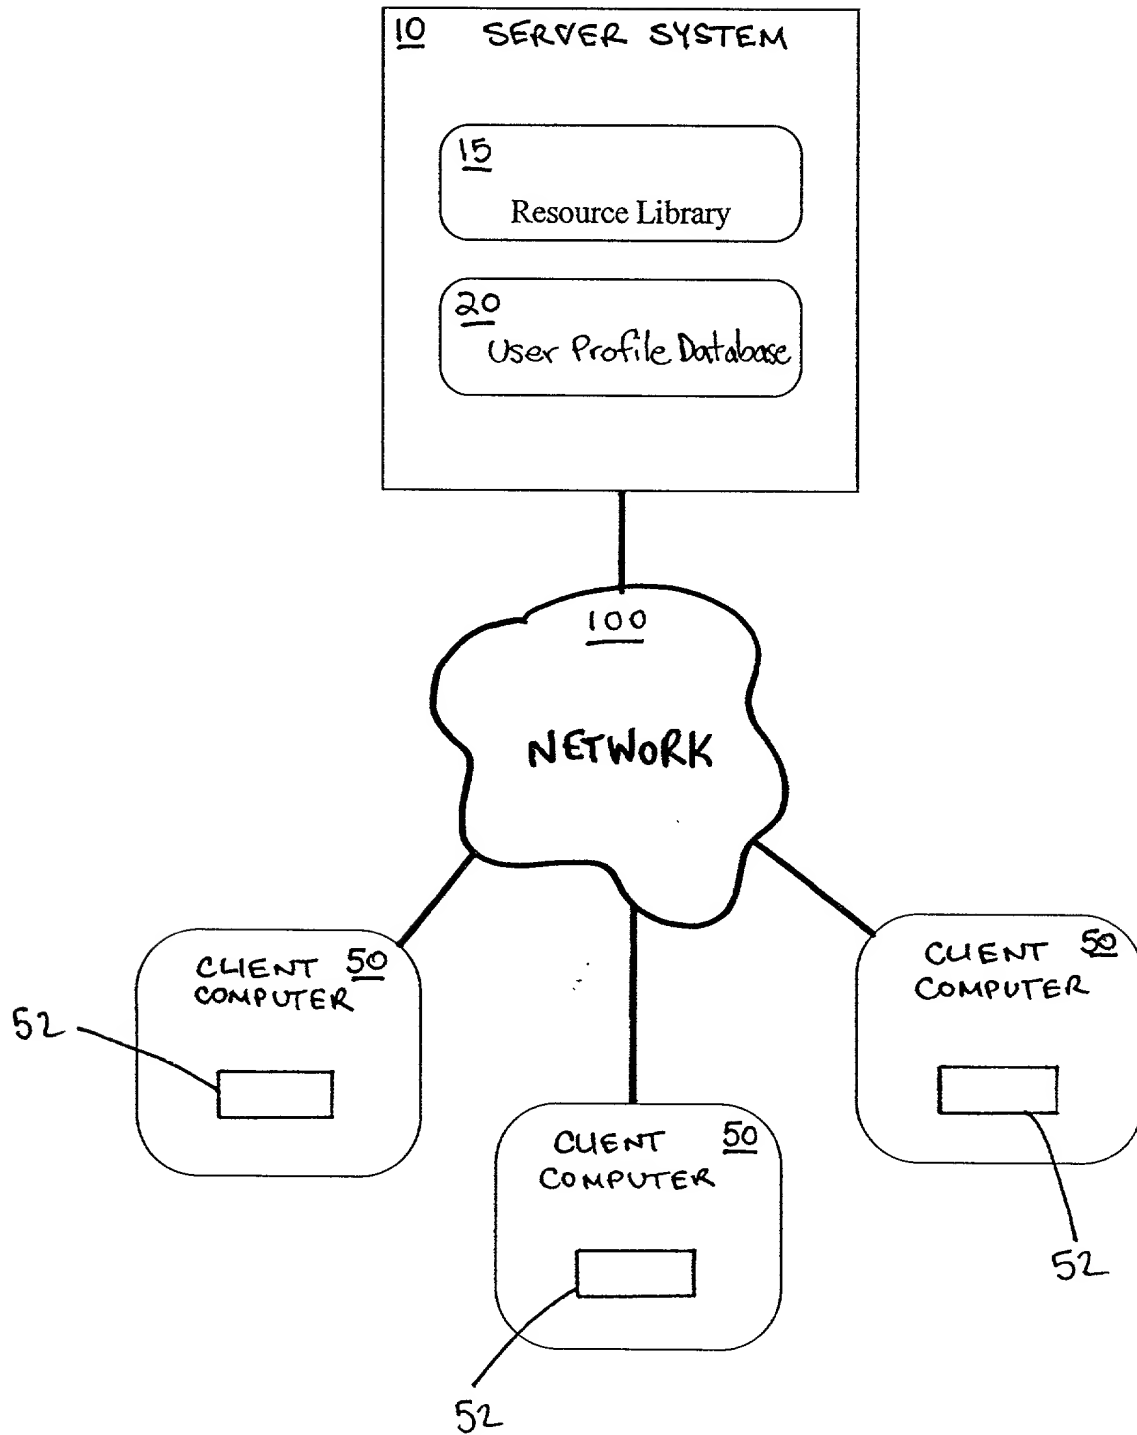 10 SERVER SYSTEM
15
Resource Library
20
User Profile Database
100
NETWORK
CLIENT 50
COMPUTER
52
CLIENT 50
COMPUTER
52
CLIENT 50
COMPUTER
52